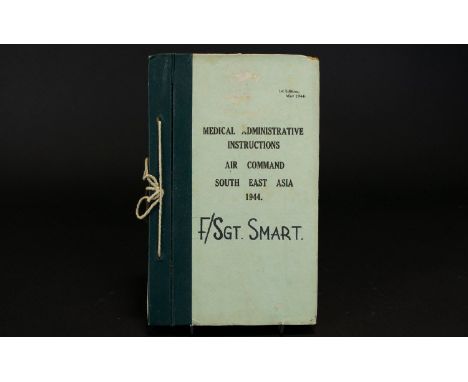 1st Edition,
May 1944
MEDICAL ADMINISTRATIVE
INSTRUCTIONS
AIR COMMAND
SOUTH EAST ASIA
1944.
F/SGT. SMART.